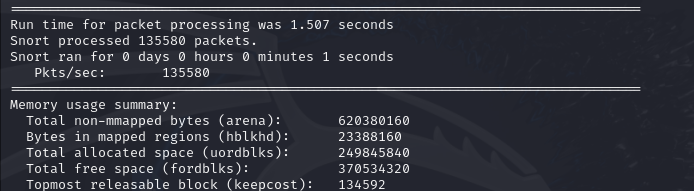 Run time for packet processing was 1.507 seconds
Snort processed 135580 packets.
Snort ran for 0 days 0 hours 0 minutes 1 seconds
   Pkts/sec:       135580
Memory usage summary:
  Total non-mmapped bytes (arena):      620380160
  Bytes in mapped regions (hblkhd):     23388160
  Total allocated space (uordblks):     249845840
  Total free space (fordblks):          370534320
  Topmost releasable block (keepcost):  134592